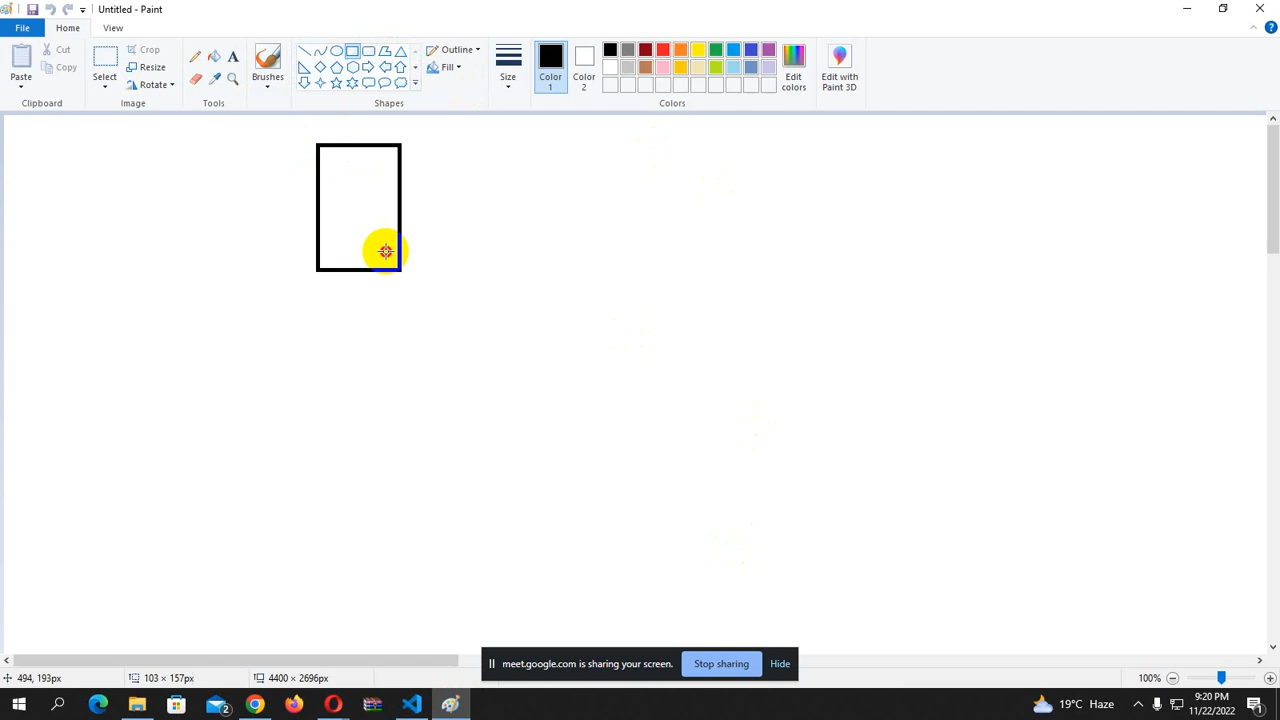 Untitled - Paint
File
Home
View
Paste
Cut
Copy
Clipboard
Select
Crop
Resize
Rotate
Image
A
Tools
Brushes
Outline
Fill
Shapes
Size
Color 1
Color 2
Edit colors
Edit with Paint 3D
Colors
meet.google.com is sharing your screen.
Stop sharing
Hide
494, 193px
103 × 157px
4400 × 2696px
100%
2
19°C Haze
9:20 PM
11/22/2022
1